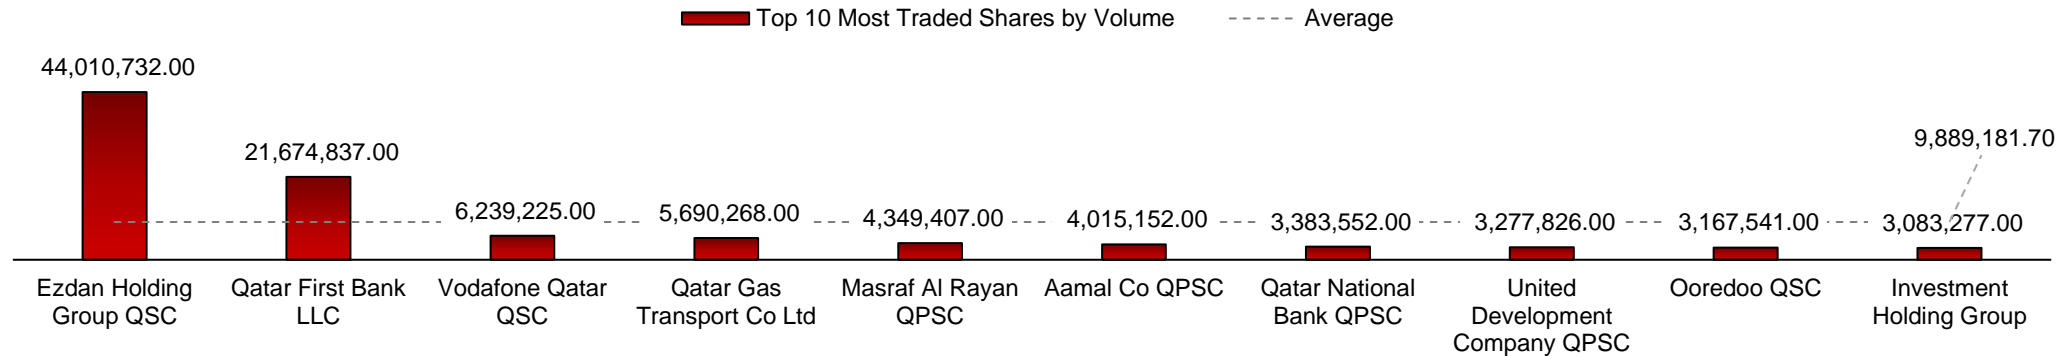 Top 10 Most Traded Shares by Volume
Average
44,010,732.00
21,674,837.00
6,239,225.00
5,690,268.00
4,349,407.00
4,015,152.00
3,383,552.00
3,277,826.00
3,167,541.00
3,083,277.00
9,889,181.70
Ezdan Holding
Group QSC
Qatar First Bank
LLC
Vodafone Qatar
QSC
Qatar Gas
Transport Co Ltd
Masraf Al Rayan
QPSC
Aamal Co QPSC
Qatar National
Bank QPSC
United
Development
Company QPSC
Ooredoo QSC
Investment
Holding Group